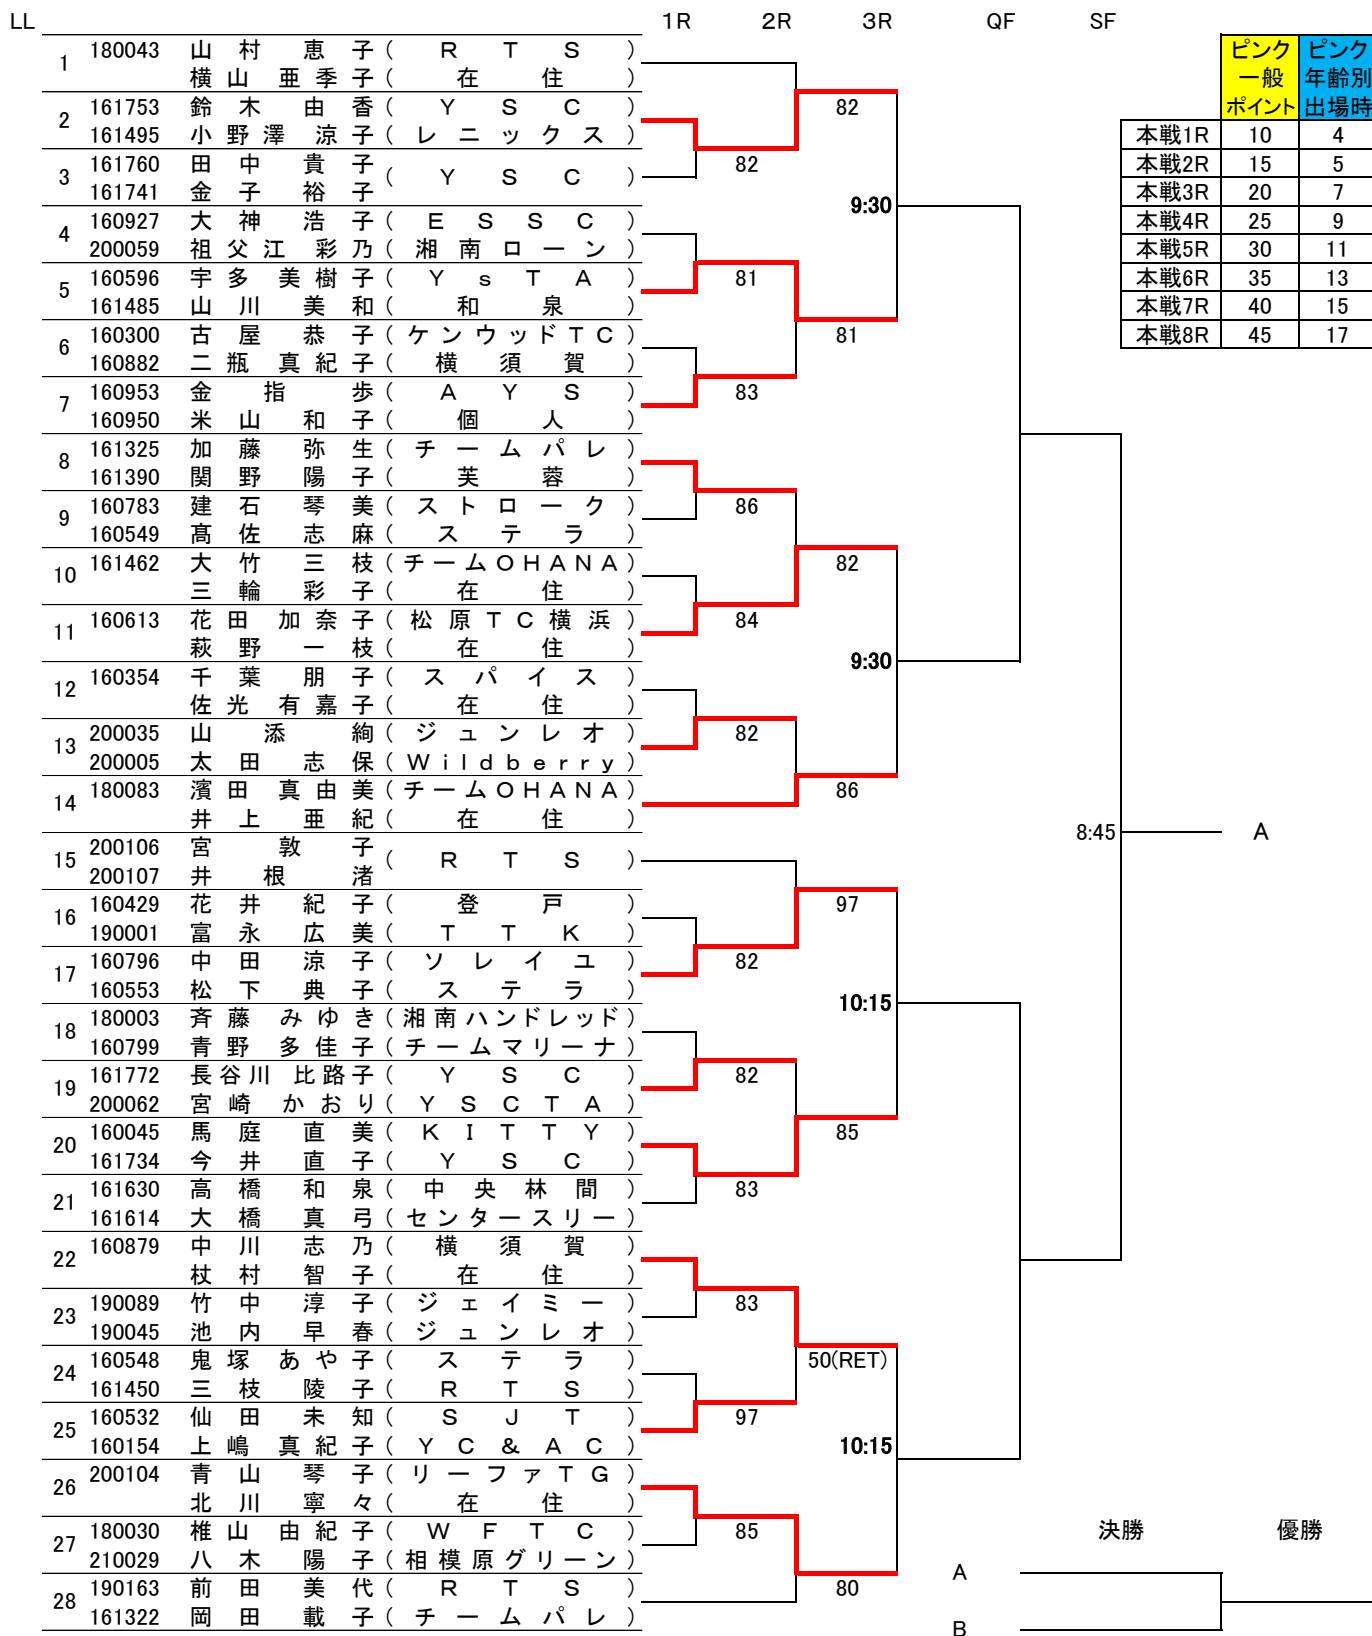 LL 1R 2R 3R QF SF
ピンク ピンク
一般 年齢別
ポイント 出場時
本戦1R 10 4
本戦2R 15 5
本戦3R 20 7
本戦4R 25 9
本戦5R 30 11
本戦6R 35 13
本戦7R 40 15
本戦8R 45 17
1 180043 山村恵子(RTS)
横山亜季子(在住)
2 161753 鈴木由香(YSC)
161495 小野澤涼子(レニックス)
3 161760 田中貴子(YSC)
161741 金子裕子
4 160927 大神浩子(ESSC)
200059 祖父江彩乃(湘南ローン)
5 160596 宇多美樹子(YsTA)
161485 山川美和(和泉)
6 160300 古屋恭子(ケンウッドTC)
160882 二瓶真紀子(横須賀)
7 160953 金指歩(AYS)
160950 米山和子(個人)
8 161325 加藤弥生(チームパレ)
161390 関野陽子(芙蓉)
9 160783 建石琴美(ストローク)
160549 髙佐志麻(ステラ)
10 161462 大竹三枝(チームOHANA)
三輪彩子(在住)
11 160613 花田加奈子(松原TC横浜)
萩野一枝(在住)
12 160354 千葉朋子(スパイス)
佐光有嘉子(在住)
13 200035 山添絢(ジュンレオ)
200005 太田志保(Wildberry)
14 180083 濱田真由美(チームOHANA)
井上亜紀(在住)
15 200106 宮敦子(RTS)
200107 井根渚
16 160429 花井紀子(登戸)
190001 富永広美(TTK)
17 160796 中田涼子(ソレイユ)
160553 松下典子(ステラ)
18 180003 斉藤みゆき(湘南ハンドレッド)
160799 青野多佳子(チームマリーナ)
19 161772 長谷川比路子(YSC)
200062 宮崎かおり(YSCTA)
20 160045 馬庭直美(KITTY)
161734 今井直子(YSC)
21 161630 高橋和泉(中央林間)
161614 大橋真弓(センタースリー)
22 160879 中川志乃(横須賀)
杖村智子(在住)
23 190089 竹中淳子(ジェイミー)
190045 池内早春(ジュンレオ)
24 160548 鬼塚あや子(ステラ)
161450 三枝陵子(RTS)
25 160532 仙田未知(SJT)
160154 上嶋真紀子(YC&AC)
26 200104 青山琴子(リーファTG)
北川寧々(在住)
27 180030 椎山由紀子(WFTC)
210029 八木陽子(相模原グリーン)
28 190163 前田美代(RTS)
161322 岡田載子(チームパレ)
82
81
83
86
84
82
82
82
83
83
97
85
82
81
82
86
97
85
50(RET)
80
9:30
9:30
10:15
10:15
8:45
A
決勝 優勝
A
B